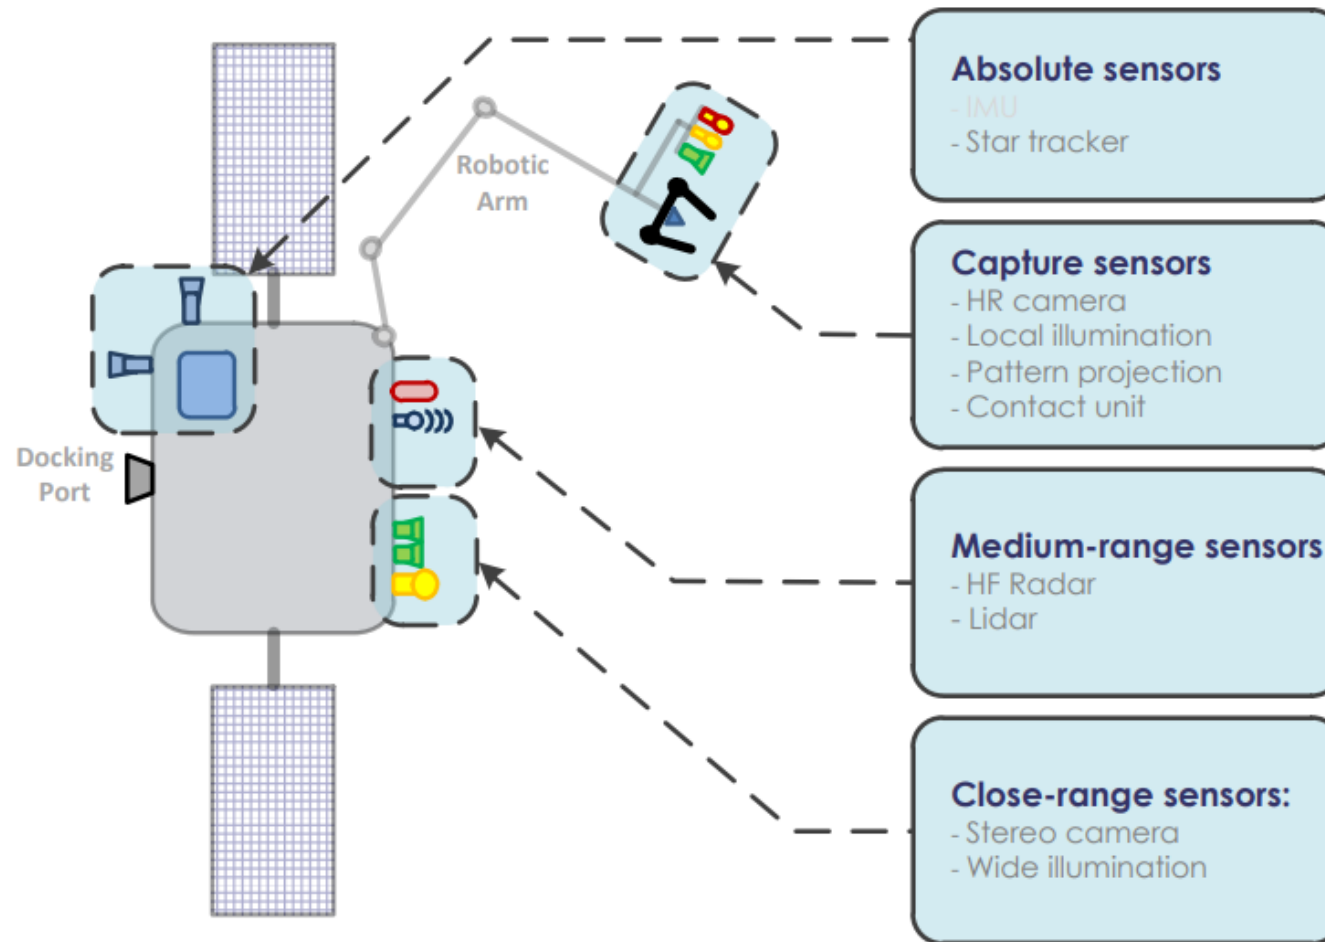 Absolute sensors
- IMU
- Star tracker
Robotic
Arm
Capture sensors
- HR camera
- Local illumination
- Pattern projection
- Contact unit
Docking
Port
Medium-range sensors
- HF Radar
- Lidar
Close-range sensors:
- Stereo camera
- Wide illumination